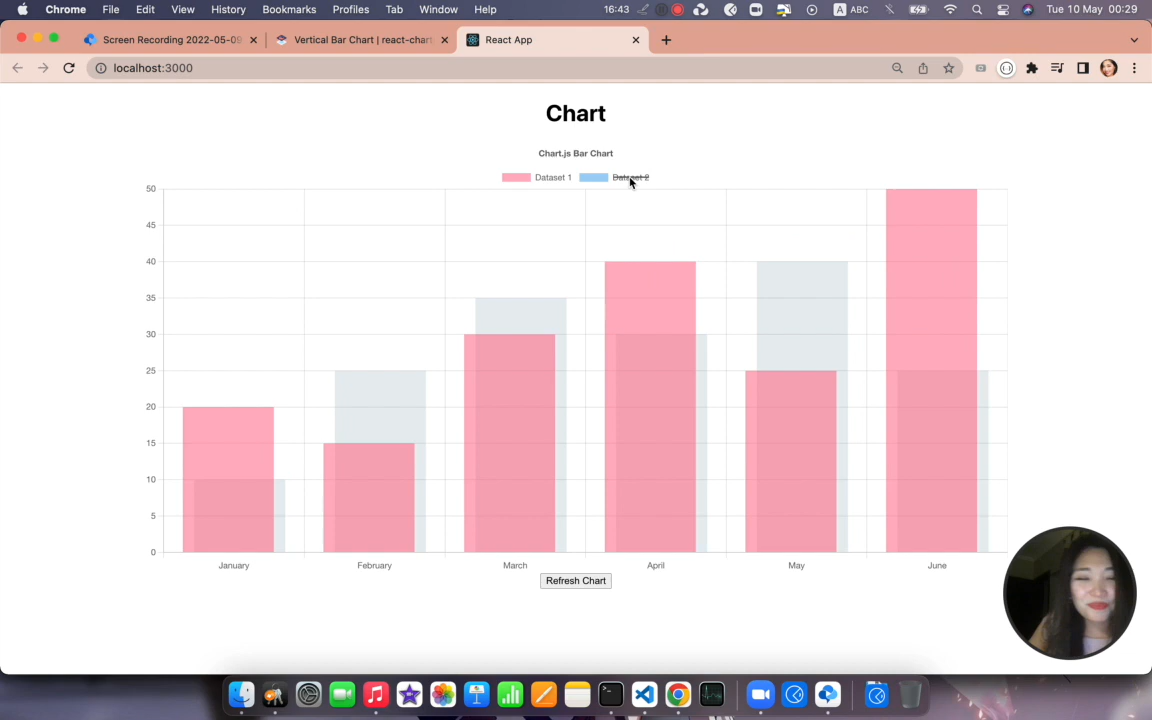 Chrome File Edit View History Bookmarks Profiles Tab Window Help 16:43 A ABC Tue 10 May 00:29
Screen Recording 2022-05-09 Vertical Bar Chart | react-chart React App
localhost:3000
Chart
Chart.js Bar Chart
Dataset 1 Dataset 2
50
45
40
35
30
25
20
15
10
5
0
January February March April May June
Refresh Chart